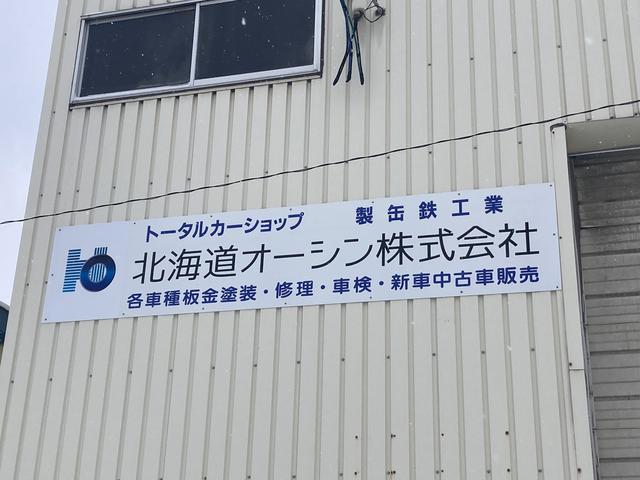 トータルカーショップ 製缶鉄工業
北海道オーシン株式会社
各車種板金塗装・修理・車検・新車中古車販売